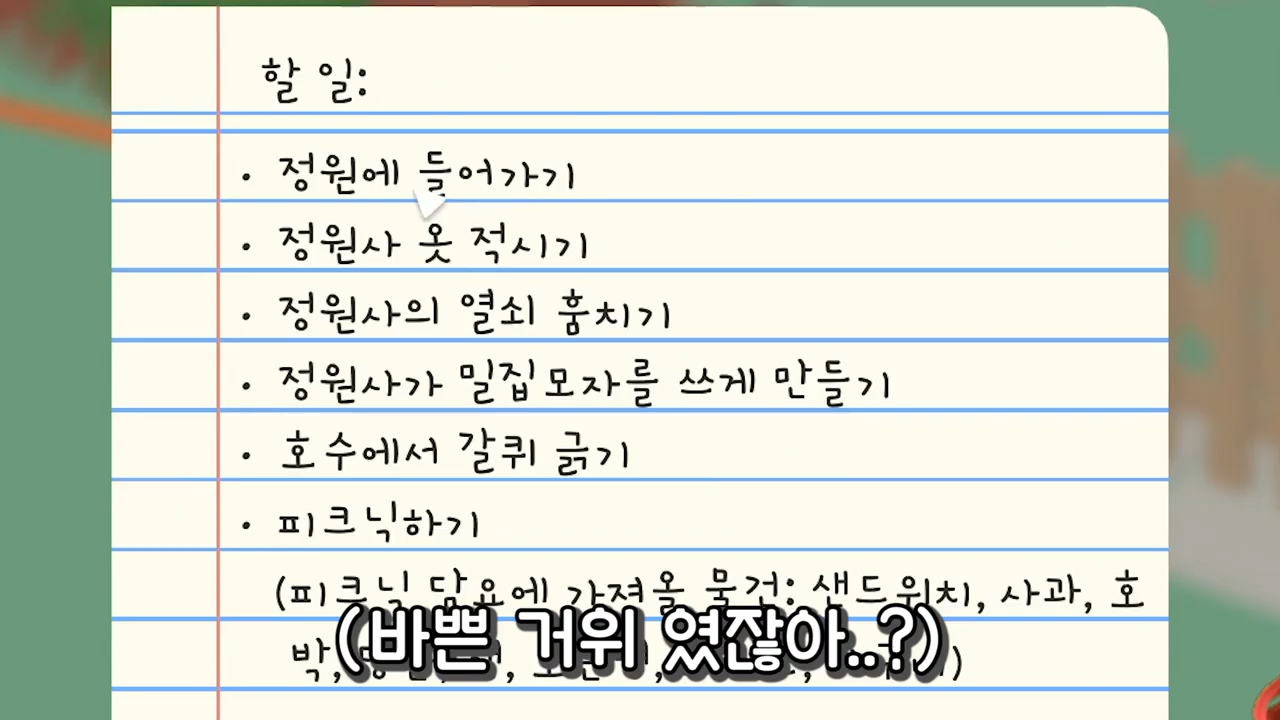 할 일:
• 정원에 들어가기
• 정원사 옷 적시기
• 정원사의 열쇠 훔치기
• 정원사가 밀집모자를 쓰게 만들기
• 호수에서 갈퀴 긁기
• 피크닉하기
(피크닉 담요에 가져올 물건: 샌드위치, 사과, 호
박,
(바쁜 거위 였잖아..?)